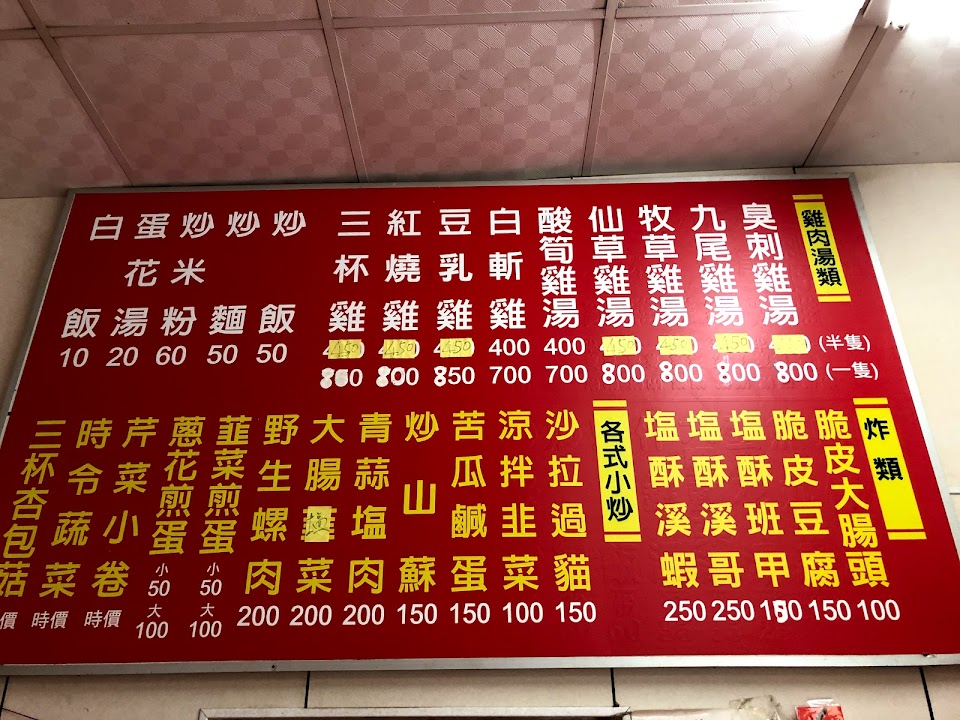 雞肉湯類
臭刺雞湯 800
九尾雞湯 450 800
牧草雞湯 450 800
仙草雞湯 450 800
酸筍雞湯 400 700
白斬雞 400 700
豆乳雞 450 850
紅燒雞 450 800
三杯雞 450 800
(半隻)
(一隻)
炒飯 50
炒麵 50
炒米粉 60
蛋花湯 20
白飯 10
炸類
脆皮大腸頭 100
脆皮豆腐 150
塩酥班甲 150
塩酥溪哥 250
塩酥溪蝦 250
各式小炒
沙拉過貓 150
涼拌韭菜 100
苦瓜鹹蛋 150
炒山蘇 150
青蒜塩肉 200
大腸菜 200
野生螺肉 200
韮菜煎蛋 小50 大100
蔥花煎蛋 小50 大100
芹菜小卷 時價
時令蔬菜 時價
三杯杏包菇 價